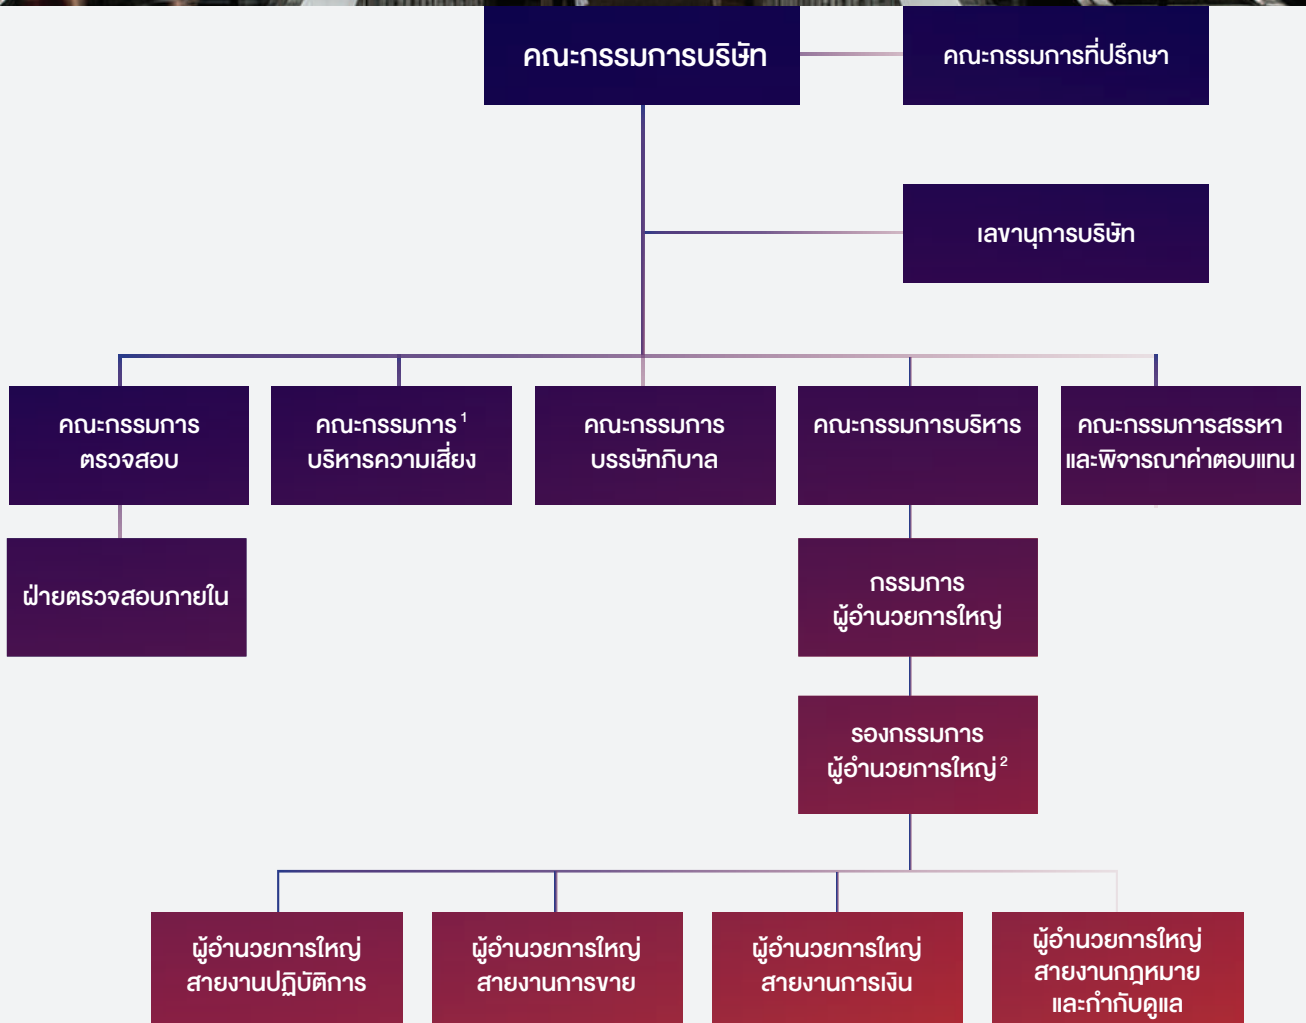 คณะกรรมการบริษัท
คณะกรรมการที่ปรึกษา
เลขานุการบริษัท
คณะกรรมการ
ตรวจสอบ
คณะกรรมการ 1
บริหารความเสี่ยง
คณะกรรมการ
บรรษัทภิบาล
คณะกรรมการบริหาร
คณะกรรมการสรรหา
และพิจารณาค่าตอบแทน
ฝ่ายตรวจสอบภายใน
กรรมการ
ผู้อำนวยการใหญ่
รองกรรมการ
ผู้อำนวยการใหญ่ 2
ผู้อำนวยการใหญ่
สายงานปฏิบัติการ
ผู้อำนวยการใหญ่
สายงานการขาย
ผู้อำนวยการใหญ่
สายงานการเงิน
ผู้อำนวยการใหญ่
สายงานกฎหมาย
และกำกับดูแล